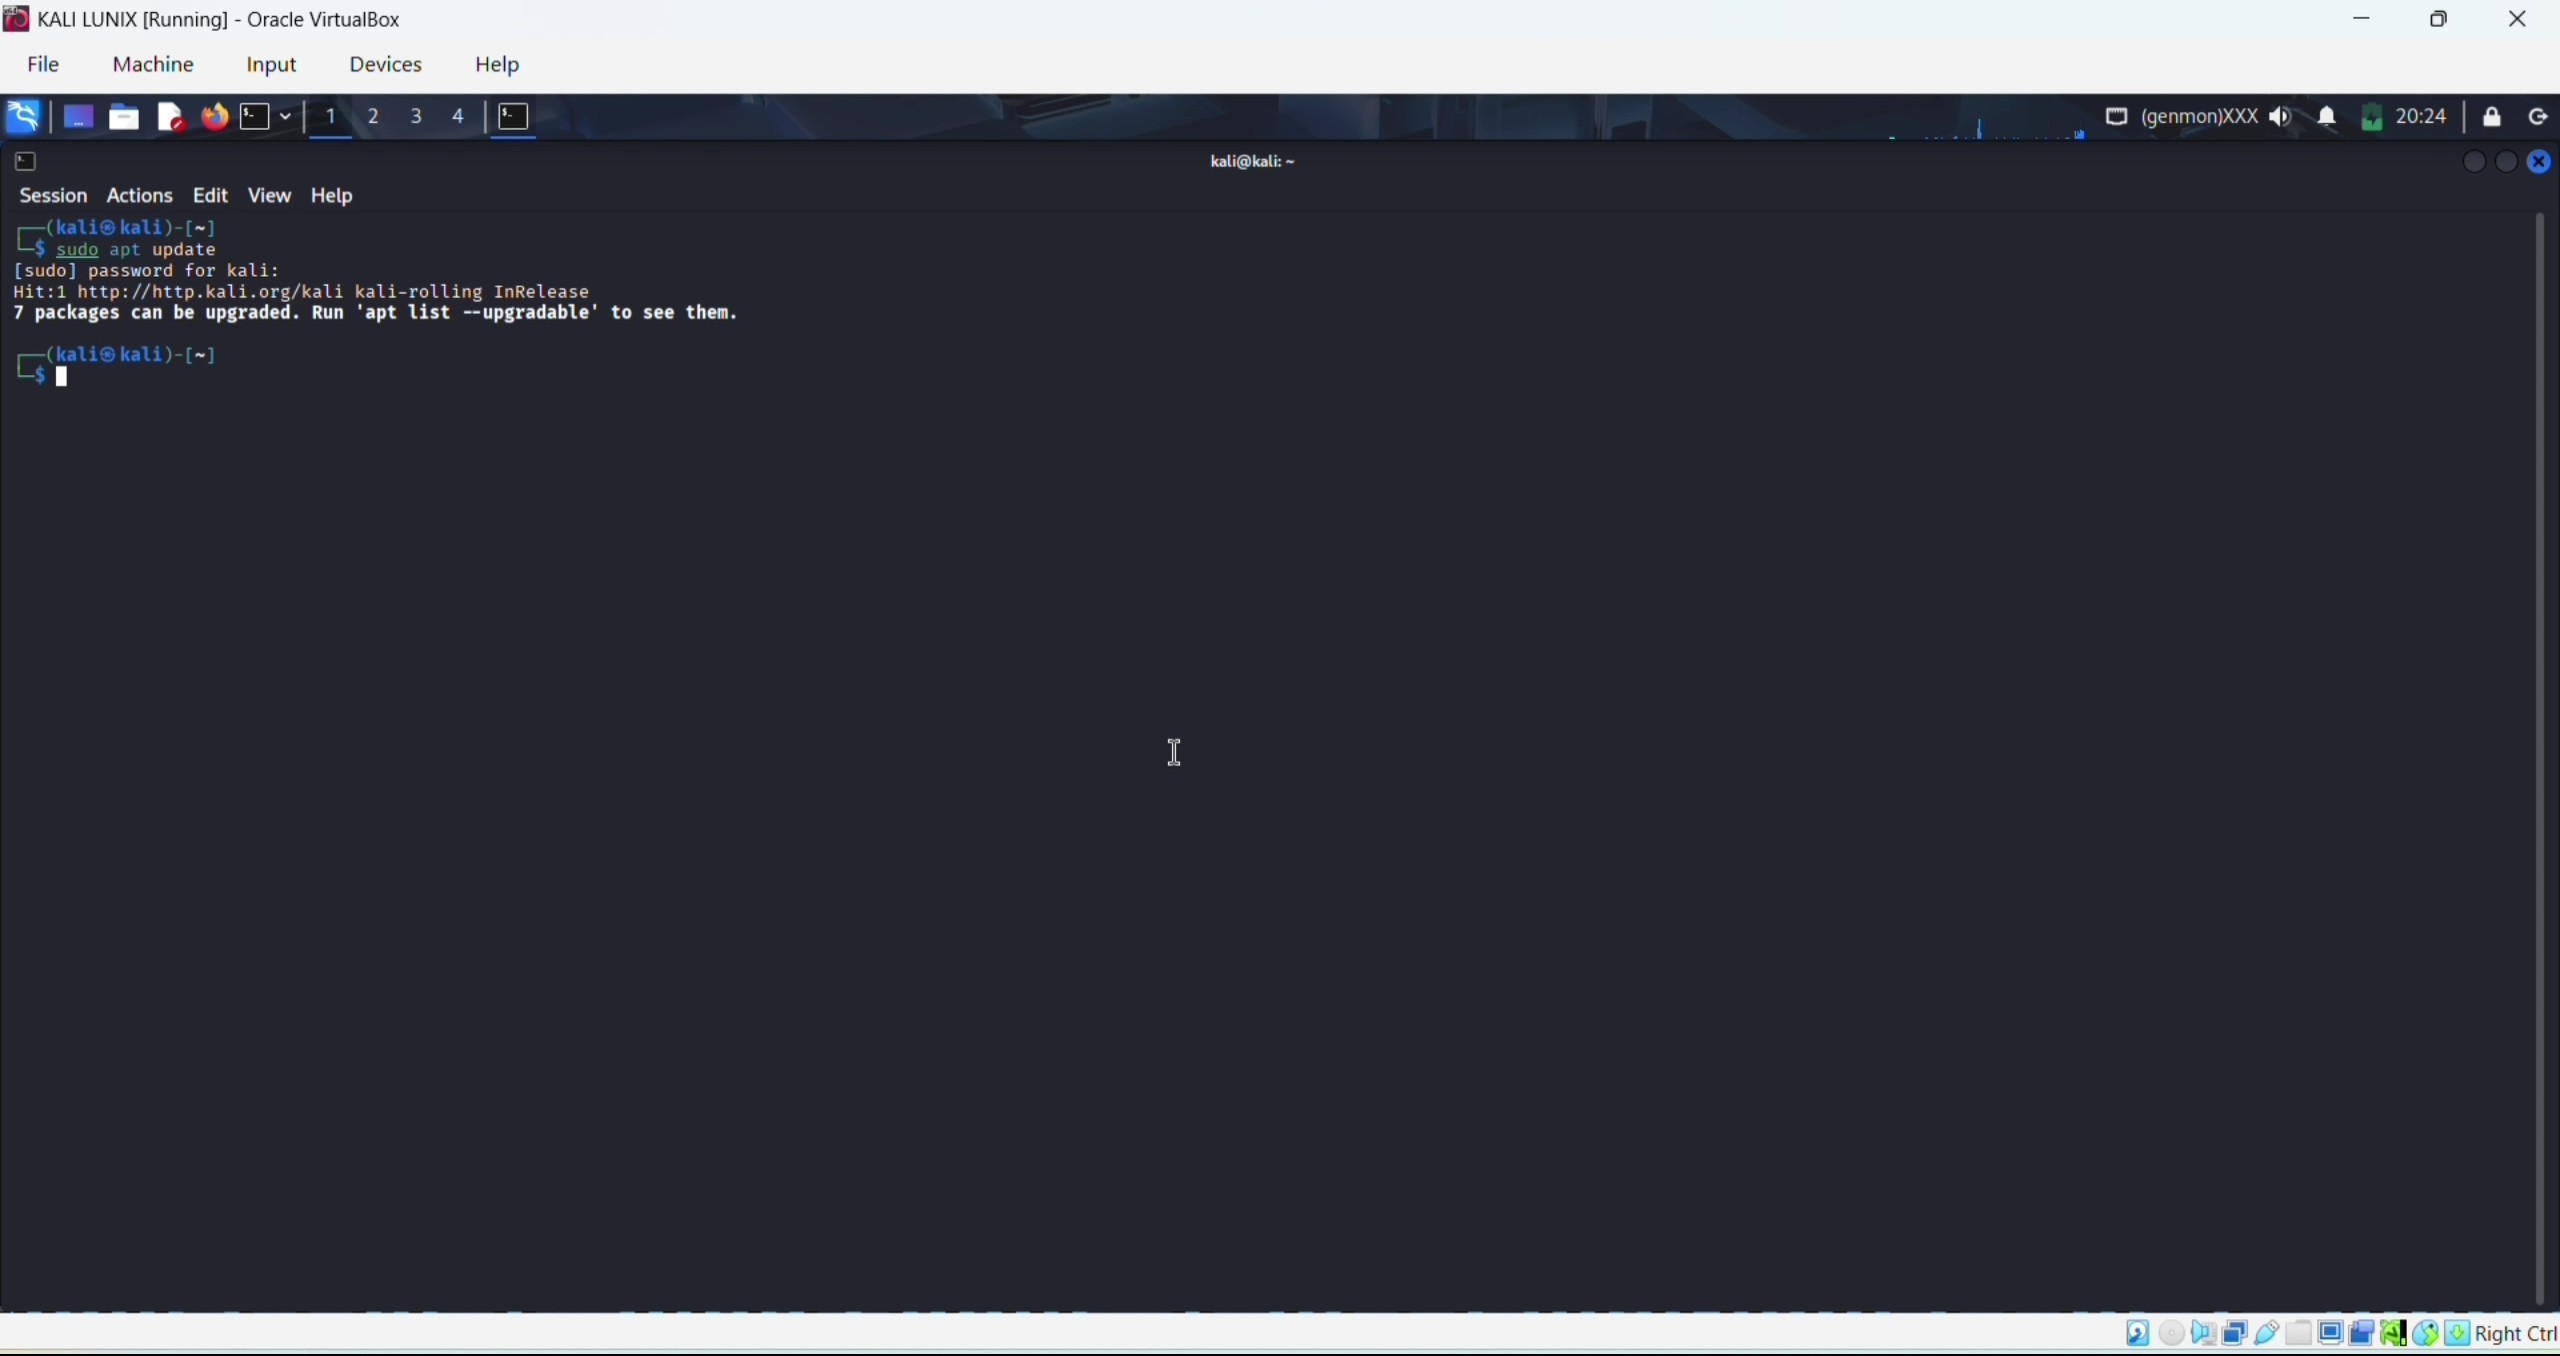 KALI LUNIX [Running] - Oracle VirtualBox
File Machine Input Devices Help
1 2 3 4 (genmon)XXX 20:24
kali@kali: ~
Session Actions Edit View Help
┌──(kali㉿kali)-[~]
└─$ sudo apt update
[sudo] password for kali:
Hit:1 http://http.kali.org/kali kali-rolling InRelease
7 packages can be upgraded. Run 'apt list --upgradable' to see them.
┌──(kali㉿kali)-[~]
└─$
Right Ctrl